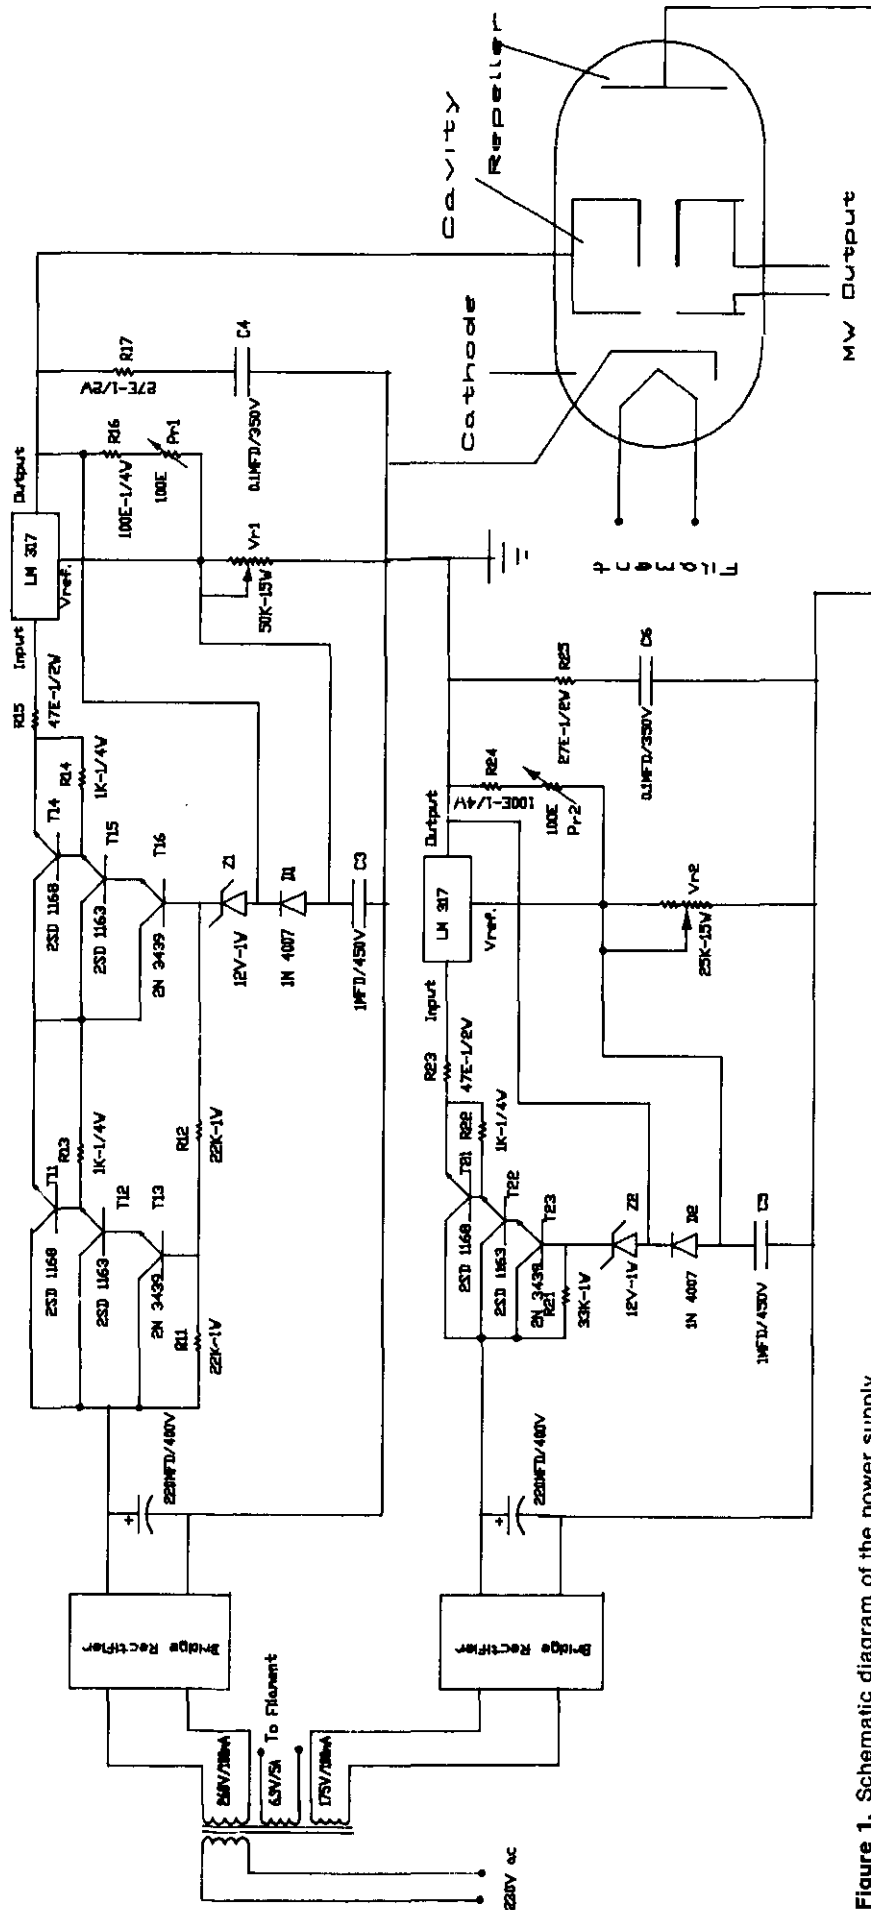 230V ac
260V/100mA
6.3V/5A
To Filament
175V/100mA
Bridge Rectifier
Bridge Rectifier
220MFD/400V
+
220MFD/400V
+
2SD 1168
T11
2SD 1163
T12
2N 3439
T13
R11
22K-1W
R13
1K-1/4W
R12
22K-1W
2SD 1168
T14
2SD 1163
T15
2N 3439
T16
R14
1K-1/4W
R15
47E-1/2W
Z1
12V-1W
D1
1N 4007
C3
1MFD/450V
Input
LM 317
Output
Vref.
R16
100E-1/4W
Pr1
100E
Vr1
50K-15W
R17
27E-1/2W
C4
0.1MFD/350V
2SD 1168
T21
2SD 1163
T22
2N 3439
T23
R21
33K-1W
R22
1K-1/4W
R23
47E-1/2W
Z2
12V-1W
D2
1N 4007
C5
1MFD/450V
Input
LM 317
Output
Vref.
R24
100E-1/4W
100E
Pr2
Vr2
25K-15W
R25
27E-1/2W
C6
0.1MFD/350V
Filament
Cathode
Cavity
Repeller
MW Output
Figure 1. Schematic diagram of the power supply